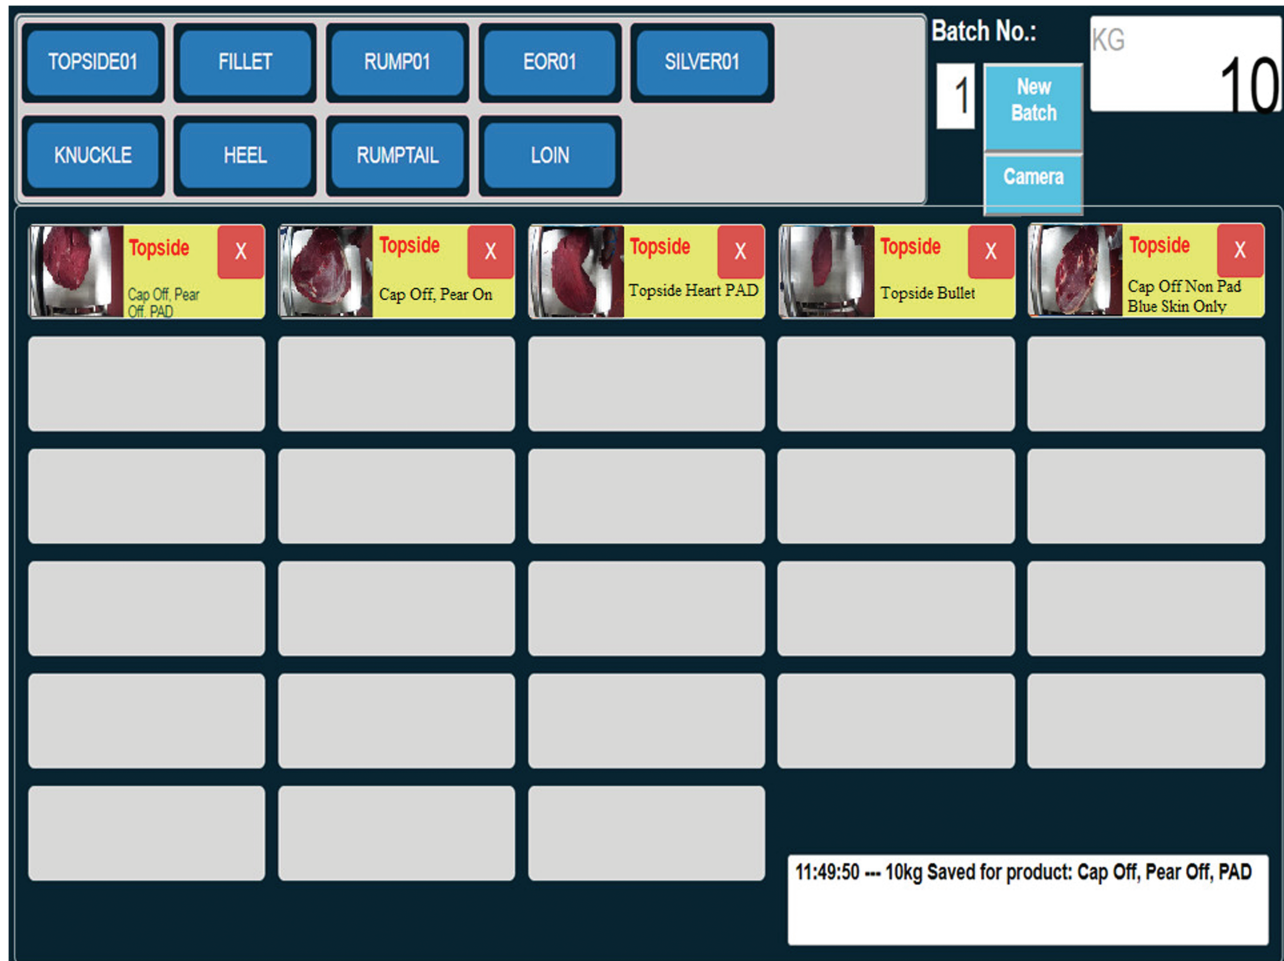 TOPSIDE01 FILLET RUMP01 EOR01 SILVER01
KNUCKLE HEEL RUMPTAIL LOIN
Batch No.:
1
New
Batch
Camera
KG
10
Topside X
Cap Off, Pear
Off, PAD
Topside X
Cap Off, Pear On
Topside X
Topside Heart PAD
Topside X
Topside Bullet
Topside X
Cap Off Non Pad
Blue Skin Only
11:49:50 --- 10kg Saved for product: Cap Off, Pear Off, PAD